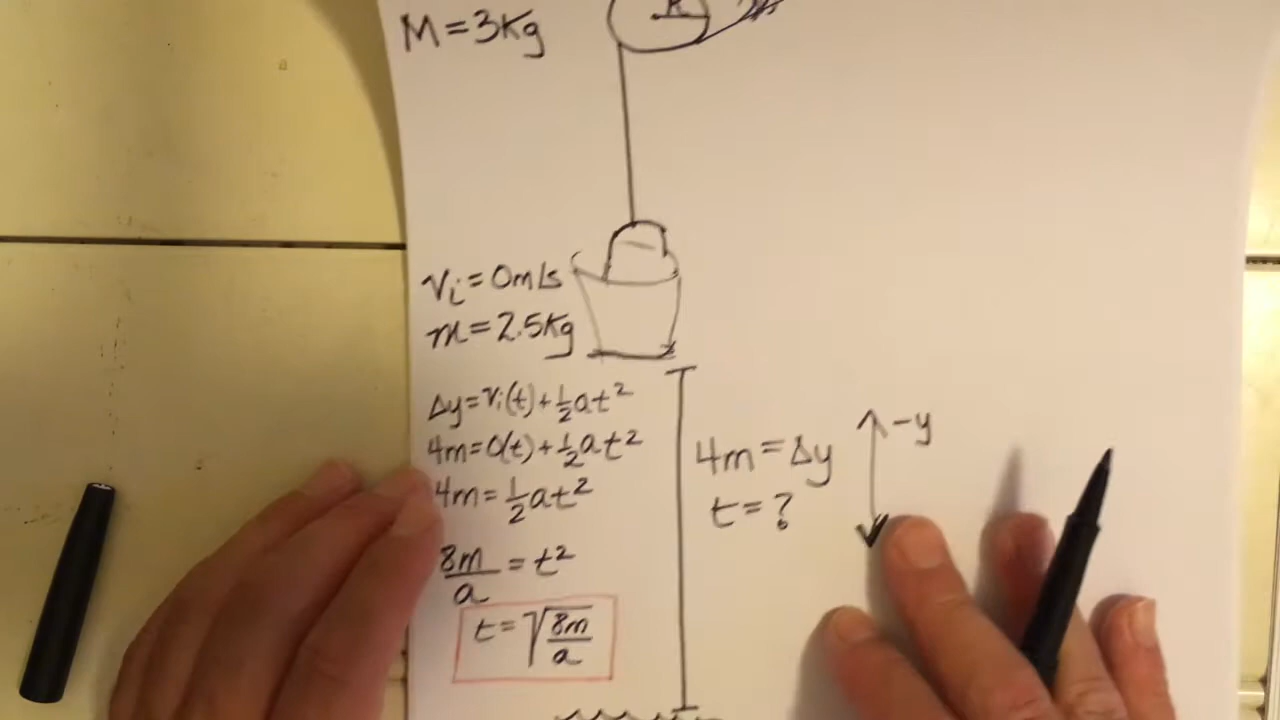 M=3Kg
R
vᵢ=0m/s
m=2.5Kg
Δy=vᵢ(t)+½at²
4m=0(t)+½at²
4m=½at²
8m/a=t²
t=√(8m/a)
4m=Δy
t=?
-y